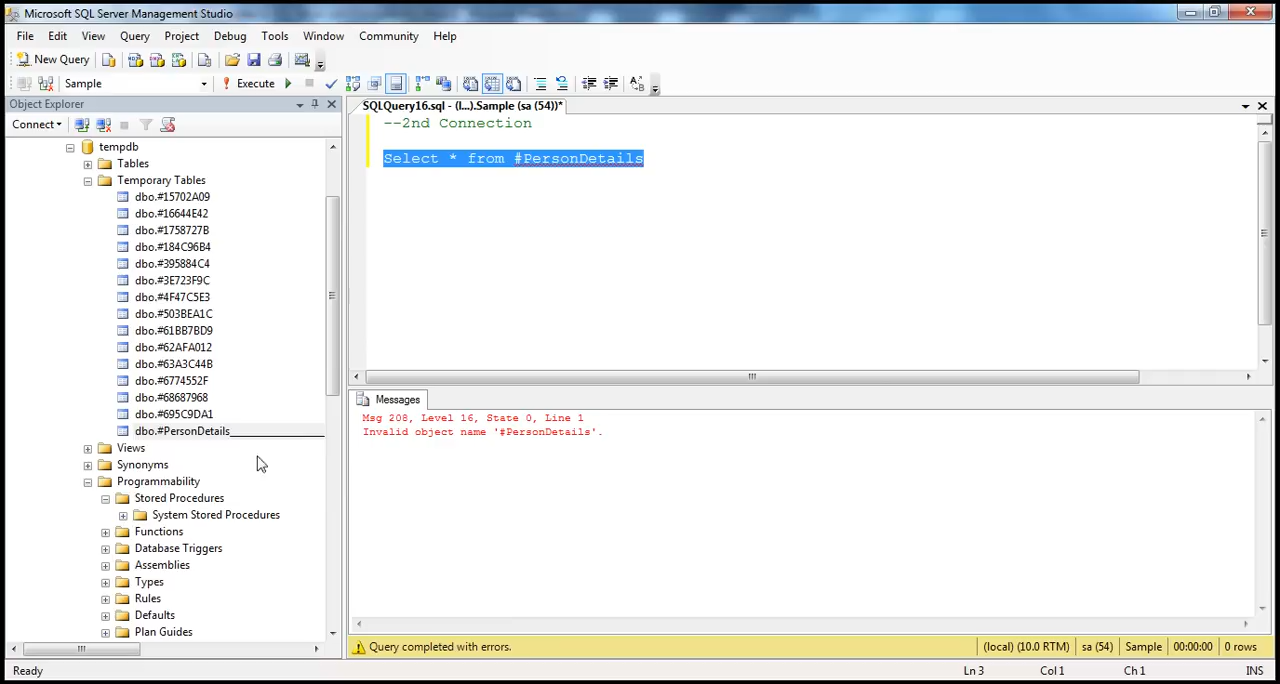 Microsoft SQL Server Management Studio
File Edit View Query Project Debug Tools Window Community Help
New Query
Sample Execute
Object Explorer
SQLQuery16.sql - (l...).Sample (sa (54))*
Connect
--2nd Connection
Select * from #PersonDetails
tempdb
Tables
Temporary Tables
dbo.#15702A09
dbo.#16644E42
dbo.#1758727B
dbo.#184C96B4
dbo.#395884C4
dbo.#3E723F9C
dbo.#4F47C5E3
dbo.#503BEA1C
dbo.#61BB7BD9
dbo.#62AFA012
dbo.#63A3C44B
dbo.#6774552F
dbo.#68687968
dbo.#695C9DA1
dbo.#PersonDetails______________
Views
Synonyms
Programmability
Stored Procedures
System Stored Procedures
Functions
Database Triggers
Assemblies
Types
Rules
Defaults
Plan Guides
Messages
Msg 208, Level 16, State 0, Line 1
Invalid object name '#PersonDetails'.
Query completed with errors. (local) (10.0 RTM) sa (54) Sample 00:00:00 0 rows
Ready Ln 3 Col 1 Ch 1 INS